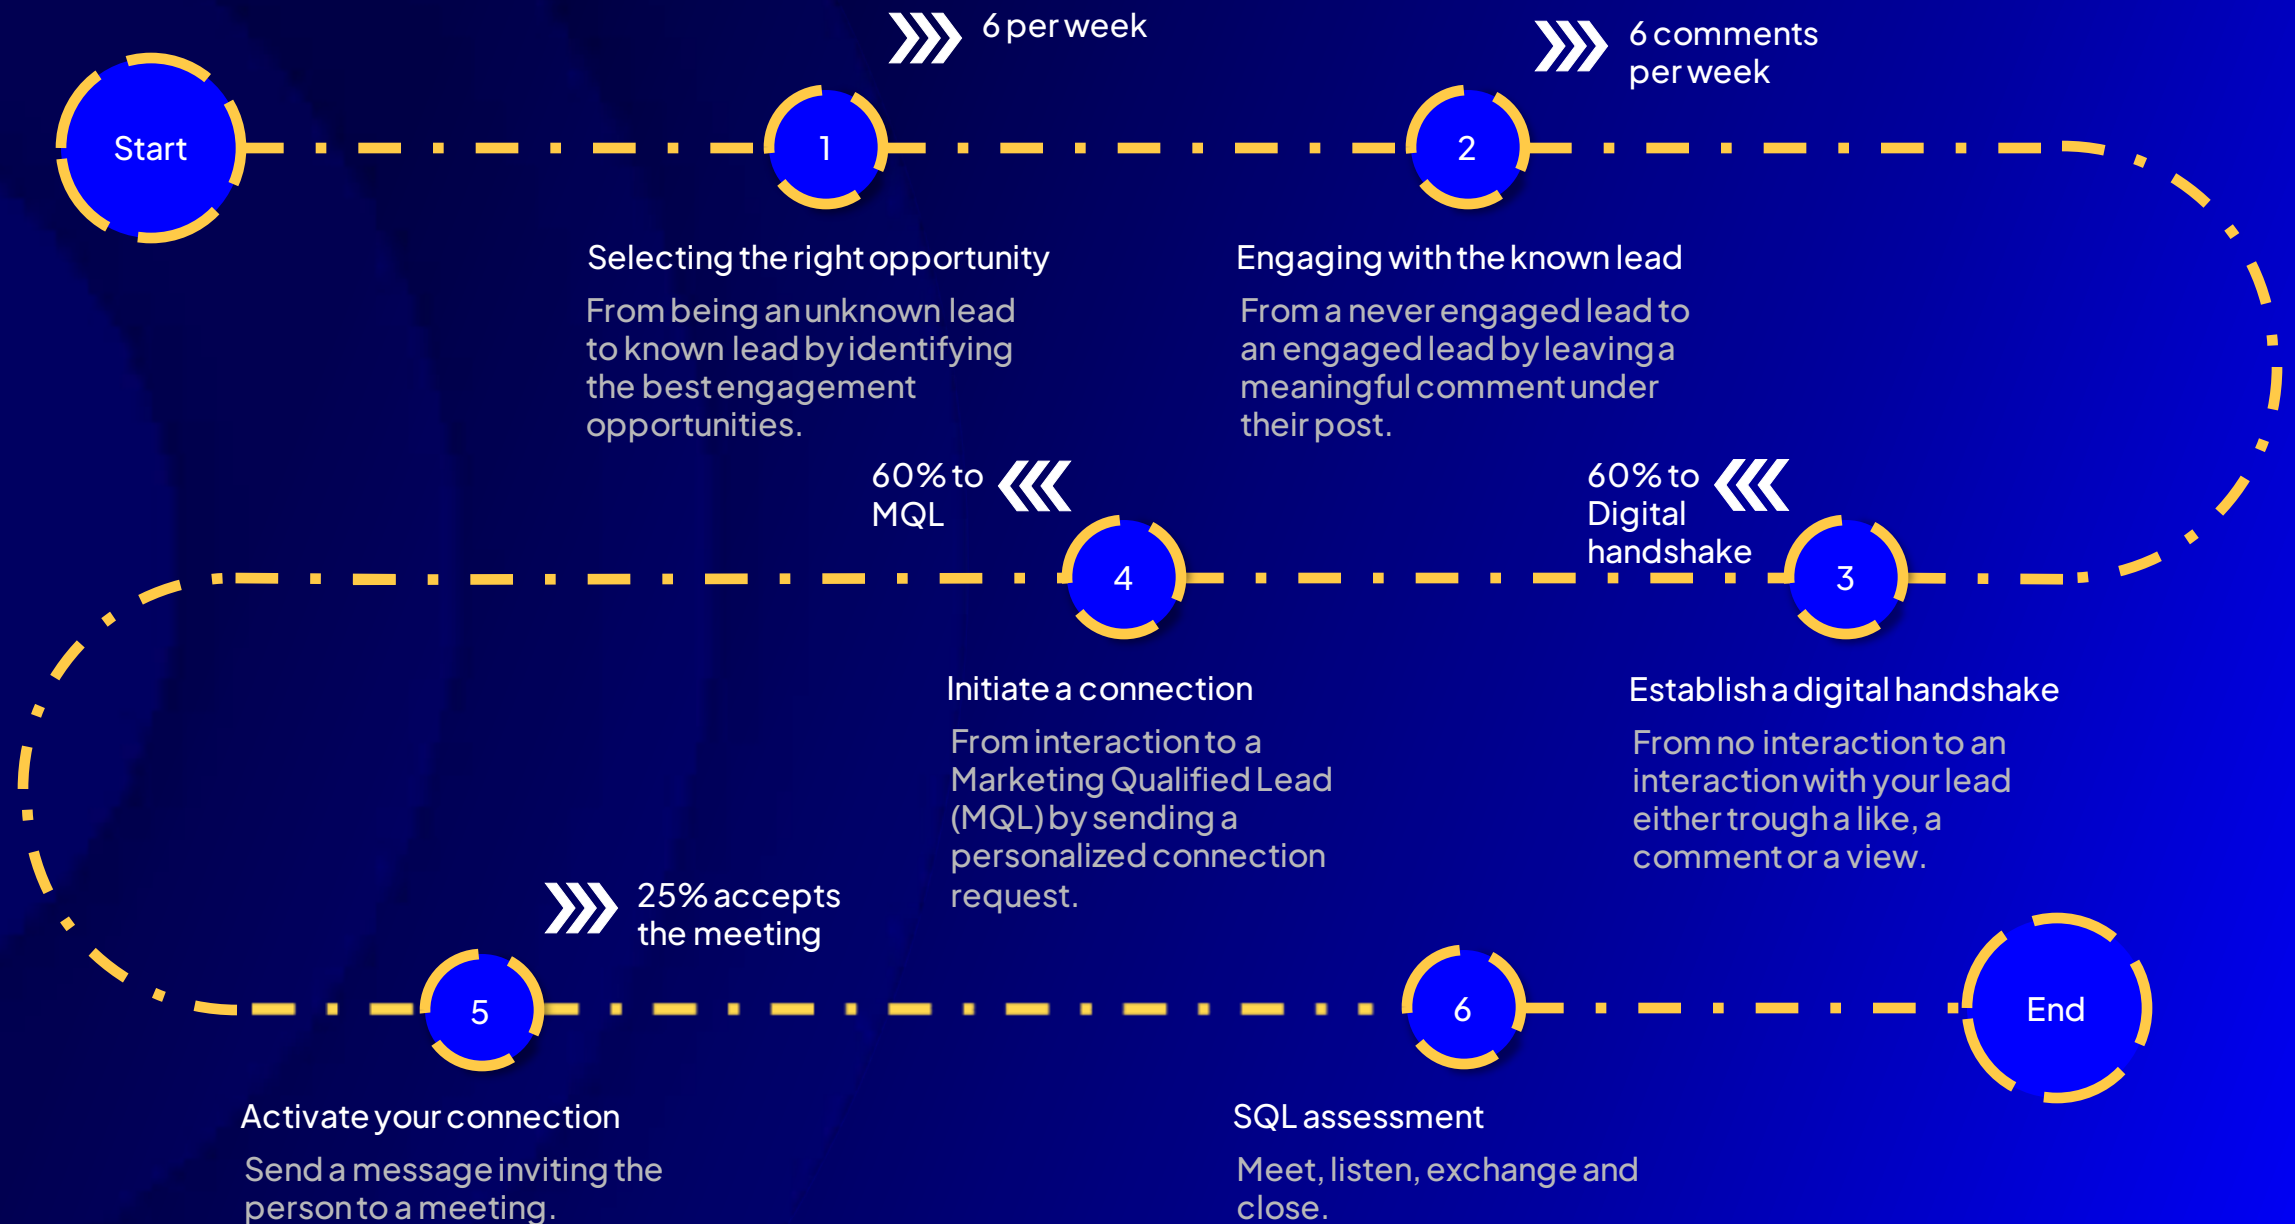 Start
1
6 per week
2
6 comments
per week
Selecting the right opportunity
From being an unknown lead
to known lead by identifying
the best engagement
opportunities.
Engaging with the known lead
From a never engaged lead to
an engaged lead by leaving a
meaningful comment under
their post.
3
60% to
Digital
handshake
Establish a digital handshake
From no interaction to an
interaction with your lead
either trough a like, a
comment or a view.
4
60% to
MQL
Initiate a connection
From interaction to a
Marketing Qualified Lead
(MQL) by sending a
personalized connection
request.
5
25% accepts
the meeting
Activate your connection
Send a message inviting the
person to a meeting.
6
SQL assessment
Meet, listen, exchange and
close.
End